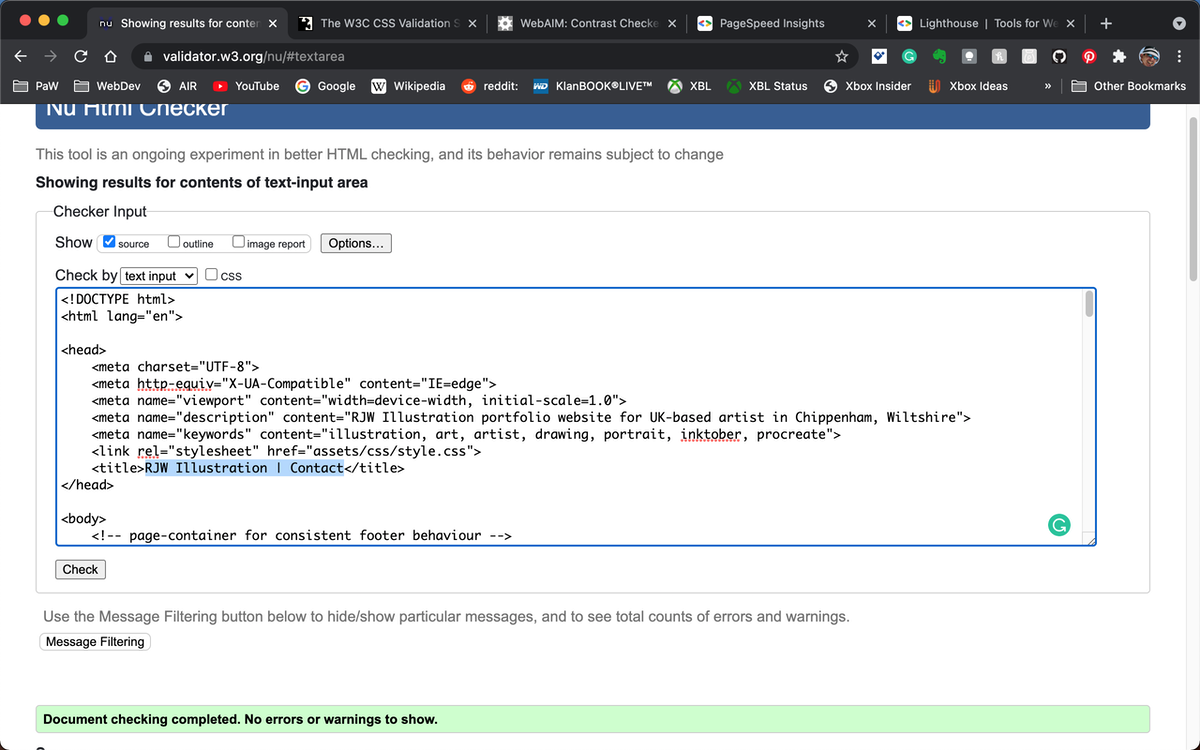 nu Showing results for conten
The W3C CSS Validation S
WebAIM: Contrast Checke
PageSpeed Insights
Lighthouse | Tools for We
validator.w3.org/nu/#textarea
PaW WebDev AIR YouTube Google W Wikipedia reddit: WD KlanBOOK®LIVE™ XBL XBL Status Xbox Insider Xbox Ideas » Other Bookmarks
Nu Html Checker
This tool is an ongoing experiment in better HTML checking, and its behavior remains subject to change
Showing results for contents of text-input area
Checker Input
Show source outline image report Options...
Check by text input css
<!DOCTYPE html>
<html lang="en">
<head>
<meta charset="UTF-8">
<meta http-equiv="X-UA-Compatible" content="IE=edge">
<meta name="viewport" content="width=device-width, initial-scale=1.0">
<meta name="description" content="RJW Illustration portfolio website for UK-based artist in Chippenham, Wiltshire">
<meta name="keywords" content="illustration, art, artist, drawing, portrait, inktober, procreate">
<link rel="stylesheet" href="assets/css/style.css">
<title>RJW Illustration | Contact</title>
</head>
<body>
<!-- page-container for consistent footer behaviour -->
Check
Use the Message Filtering button below to hide/show particular messages, and to see total counts of errors and warnings.
Message Filtering
Document checking completed. No errors or warnings to show.